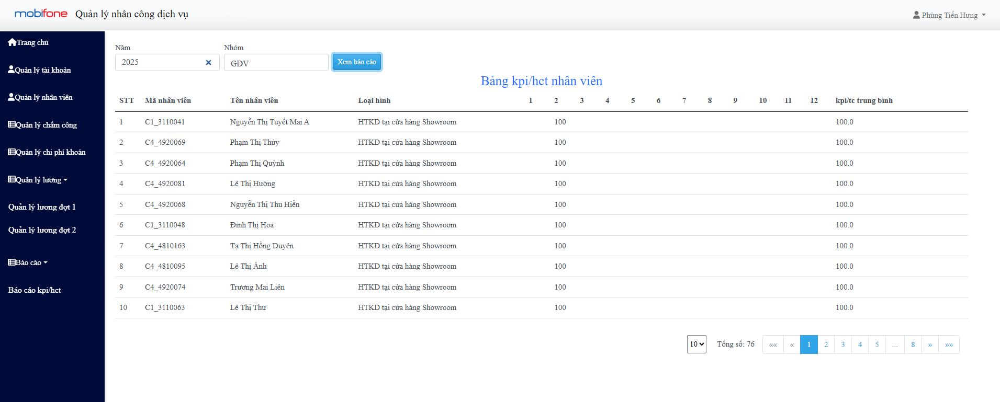 mobifone Quản lý nhân công dịch vụ Phùng Tiến Hưng
Trang chủ
Quản lý tài khoản
Quản lý nhân viên
Quản lý chấm công
Quản lý chi phí khoán
Quản lý lương
Quản lý lương đợt 1
Quản lý lương đợt 2
Báo cáo
Báo cáo kpi/hct
Năm Nhóm
2025 GDV Xem báo cáo
Bảng kpi/hct nhân viên
STT Mã nhân viên Tên nhân viên Loại hình 1 2 3 4 5 6 7 8 9 10 11 12 kpi/tc trung bình
1 C1_3110041 Nguyễn Thị Tuyết Mai A HTKD tại cửa hàng Showroom 100 100.0
2 C4_4920069 Phạm Thị Thủy HTKD tại cửa hàng Showroom 100 100.0
3 C4_4920064 Phạm Thị Quỳnh HTKD tại cửa hàng Showroom 100 100.0
4 C4_4920081 Lê Thị Hường HTKD tại cửa hàng Showroom 100 100.0
5 C4_4920068 Nguyễn Thị Thu Hiền HTKD tại cửa hàng Showroom 100 100.0
6 C1_3110048 Đinh Thị Hoa HTKD tại cửa hàng Showroom 100 100.0
7 C4_4810163 Tạ Thị Hồng Duyên HTKD tại cửa hàng Showroom 100 100.0
8 C4_4810095 Lê Thị Ánh HTKD tại cửa hàng Showroom 100 100.0
9 C4_4920074 Trương Mai Liên HTKD tại cửa hàng Showroom 100 100.0
10 C1_3110063 Lê Thị Thư HTKD tại cửa hàng Showroom 100 100.0
10 Tổng số: 76 «« « 1 2 3 4 5 ... 8 » »»